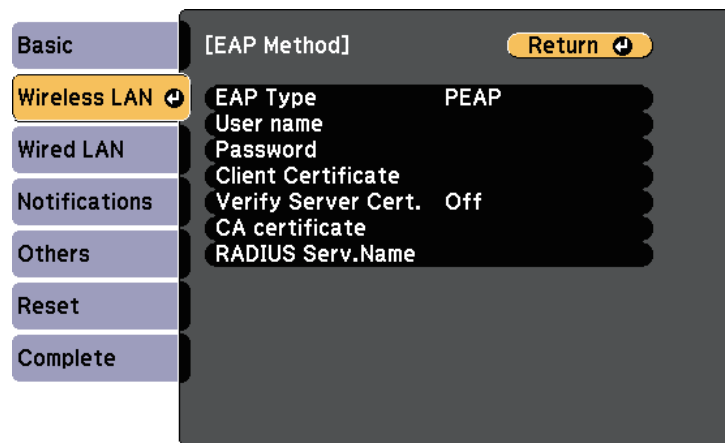 Basic
Wireless LAN
Wired LAN
Notifications
Others
Reset
Complete
[EAP Method]
Return
EAP Type PEAP
User name
Password
Client Certificate
Verify Server Cert. Off
CA certificate
RADIUS Serv.Name